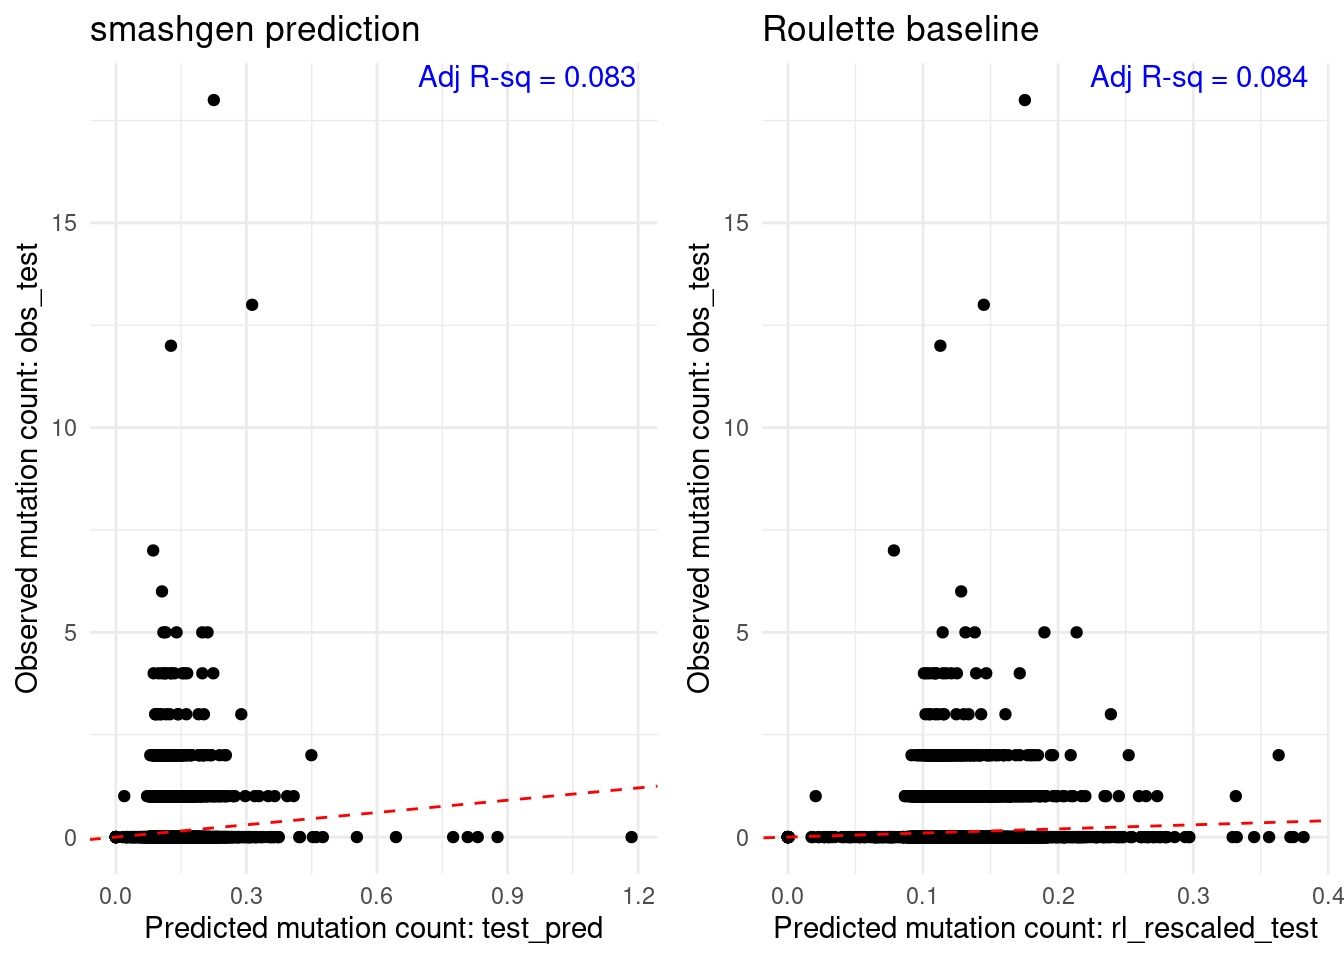 smashgen prediction
Adj R-sq = 0.083
Observed mutation count: obs_test
15
10
5
0
0.0 0.3 0.6 0.9 1.2
Predicted mutation count: test_pred
Roulette baseline
Adj R-sq = 0.084
Observed mutation count: obs_test
15
10
5
0
0.0 0.1 0.2 0.3 0.4
Predicted mutation count: rl_rescaled_test